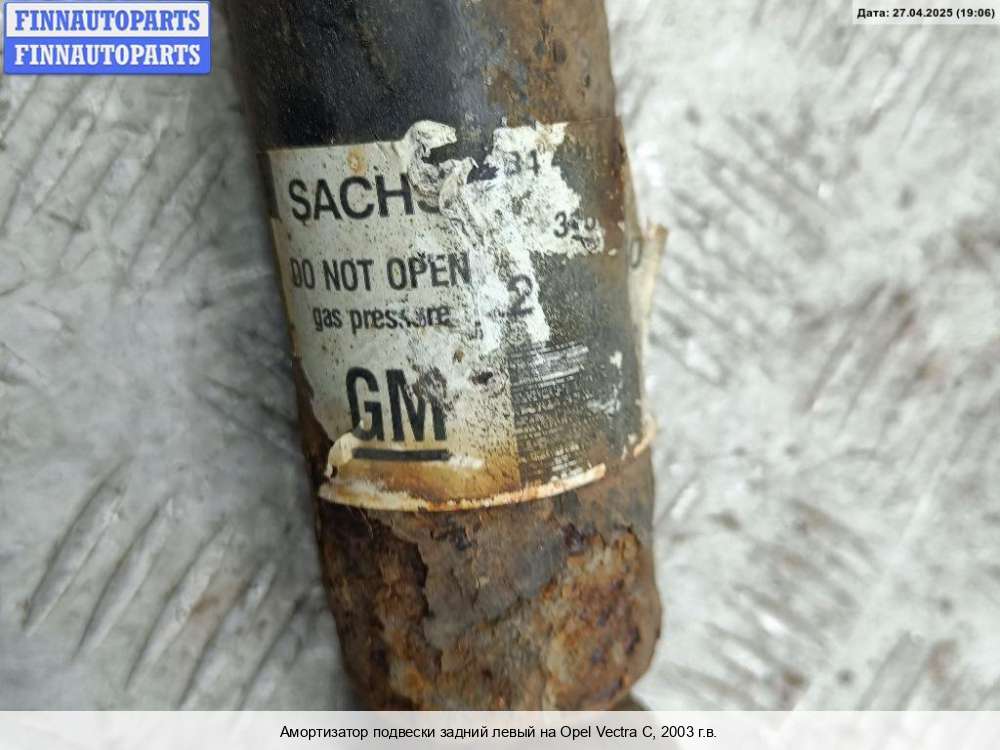 FINNAUTOPARTS
FINNAUTOPARTS
Дата: 27.04.2025 (19:06)
SACHS
DO NOT OPEN
gas pressure
2
GM
Амортизатор подвески задний левый на Opel Vectra C, 2003 г.в.